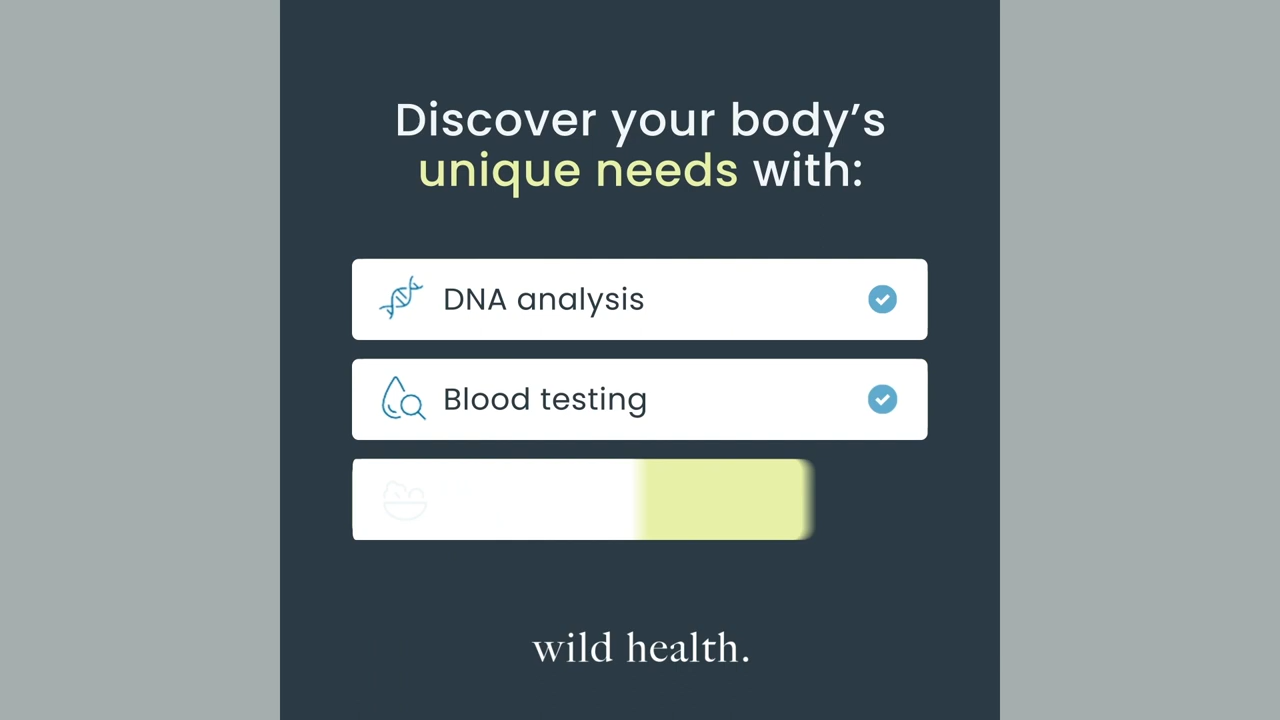 Discover your body’s
unique needs with:
DNA analysis
Blood testing
wild health.